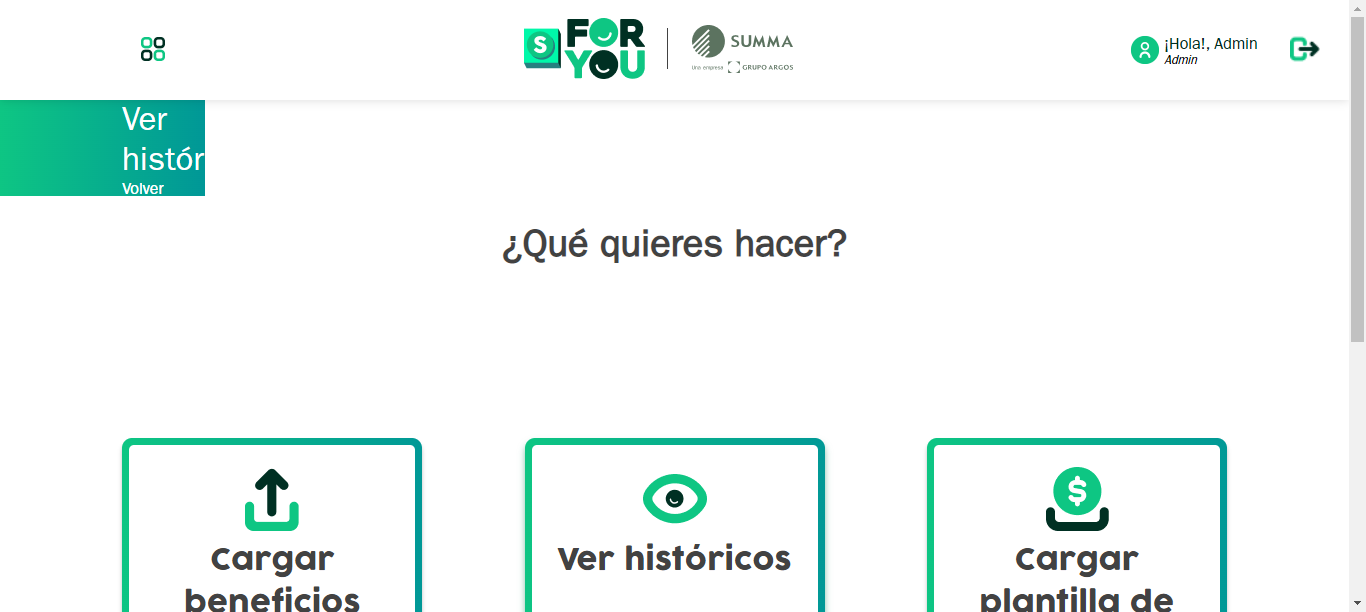 S FOR
YOU
SUMMA
Una empresa GRUPO ARGOS
¡Hola!, Admin
Admin
Ver
histór
Volver
¿Qué quieres hacer?
Cargar
beneficios
Ver históricos
$
Cargar
plantilla de